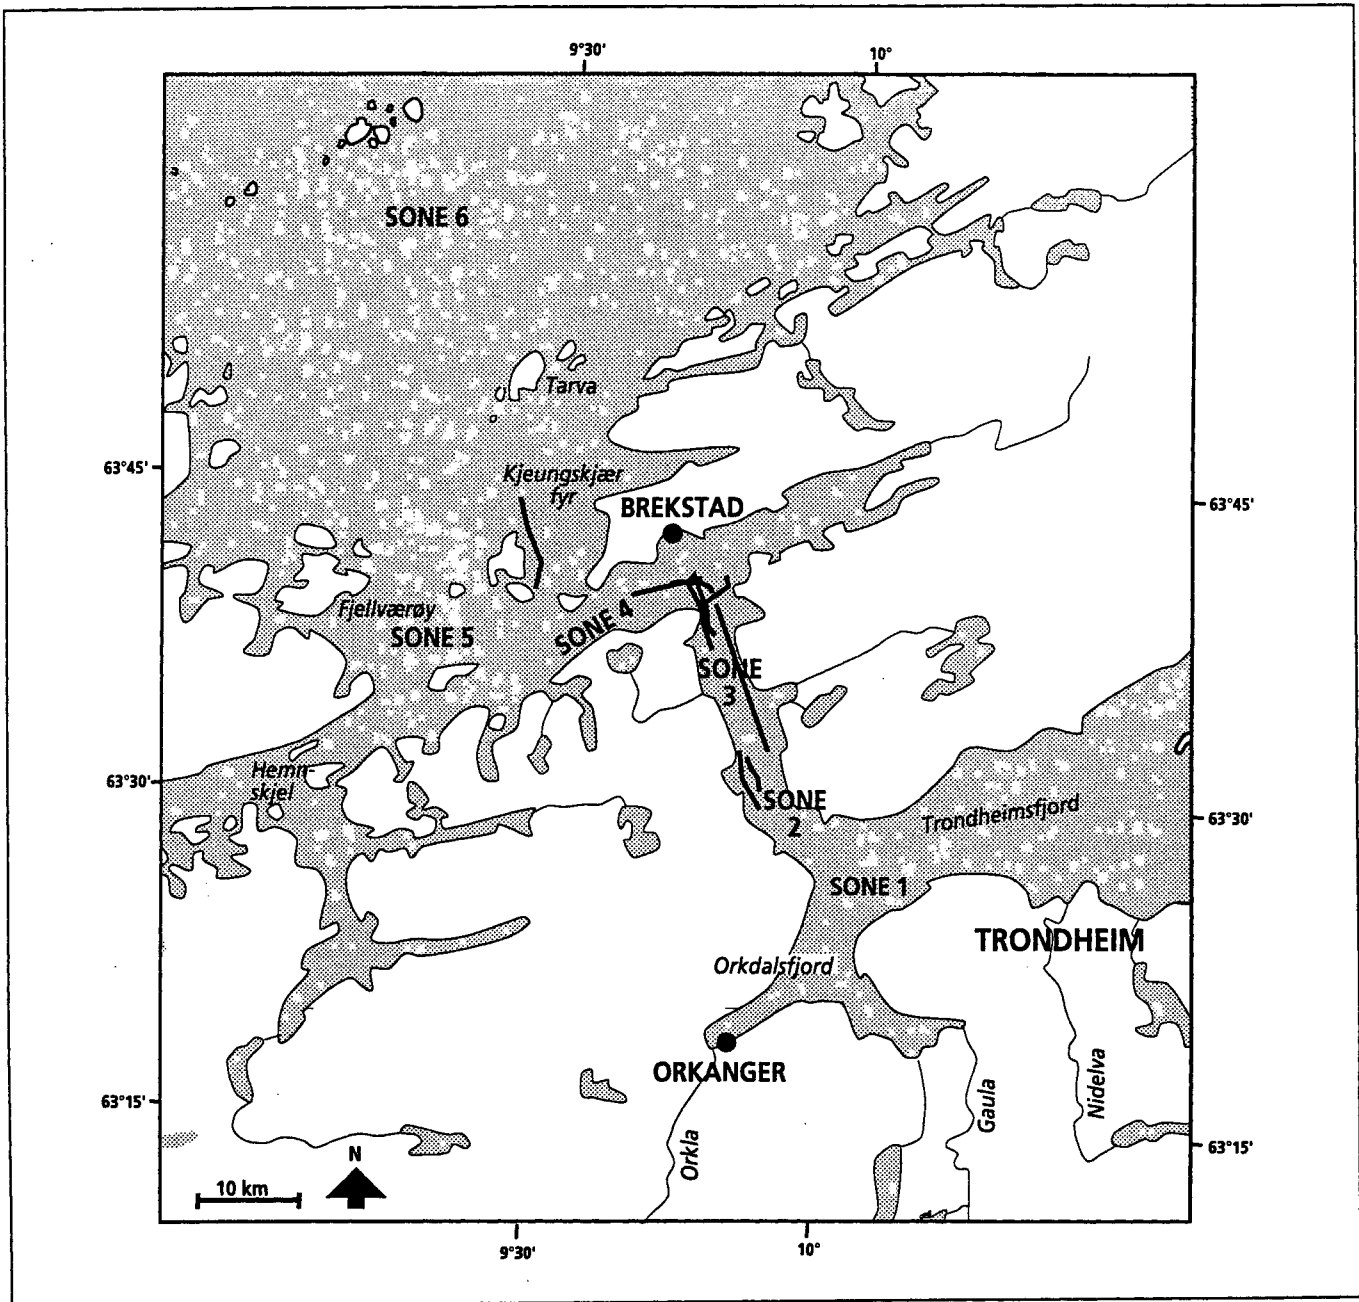 9°30'
10°
SONE 6
Tarva
63°45'
Kjeungskjær
fyr
BREKSTAD
63°45'
Fjellværøy
SONE 5
SONE 4
SONE
3
Hemn-
skjel
63°30'
SONE
2
Trondheimsfjord
63°30'
SONE 1
TRONDHEIM
Orkdalsfjord
ORKANGER
63°15'
Orkla
Gaula
Nidelva
63°15'
N
10 km
9°30'
10°